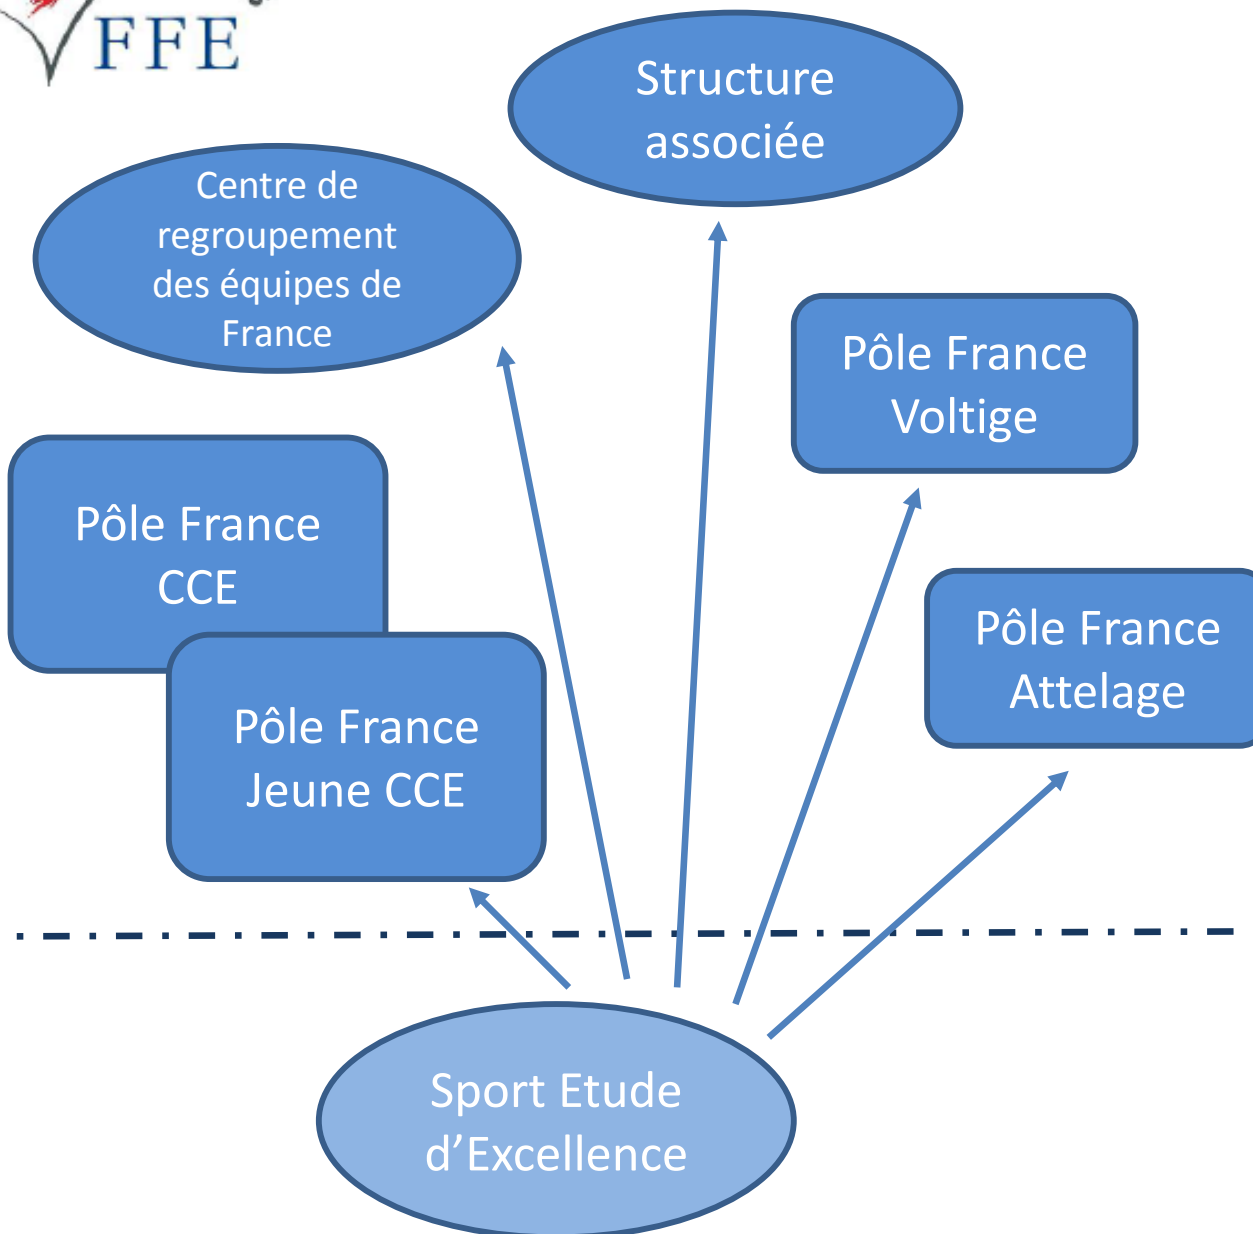 FFE
Structure
associée
Centre de
regroupement
des équipes de
France
Pôle France
Voltige
Pôle France
CCE
Pôle France
Attelage
Pôle France
Jeune CCE
Sport Etude
d’Excellence